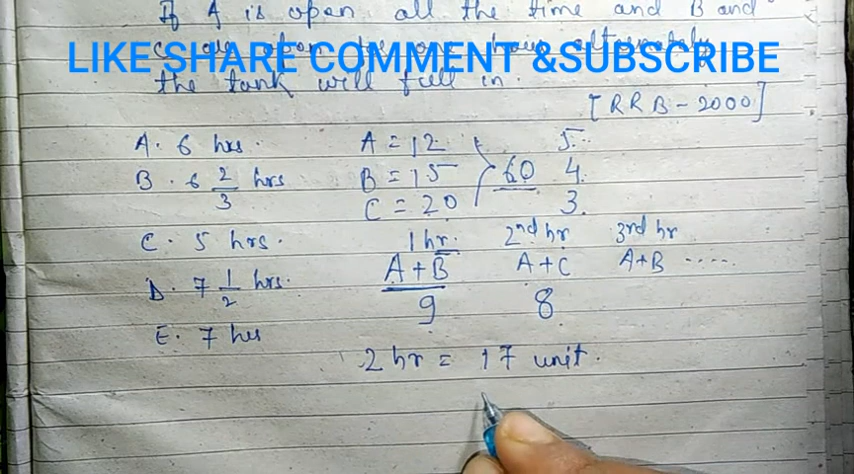 If A is open all the time and B and
LIKE SHARE COMMENT &SUBSCRIBE
the tank will full in.
[RRB-2000]
A. 6 hrs. A = 12 5
B. 6 2/3 hrs B = 15 60 4.
C = 20 3.
C. 5 hrs. 1 hr. 2nd hr 3rd hr
A+B A+C A+B .....
D. 7 1/2 hrs.
9 8
E. 7 hrs
2 hr = 17 unit.